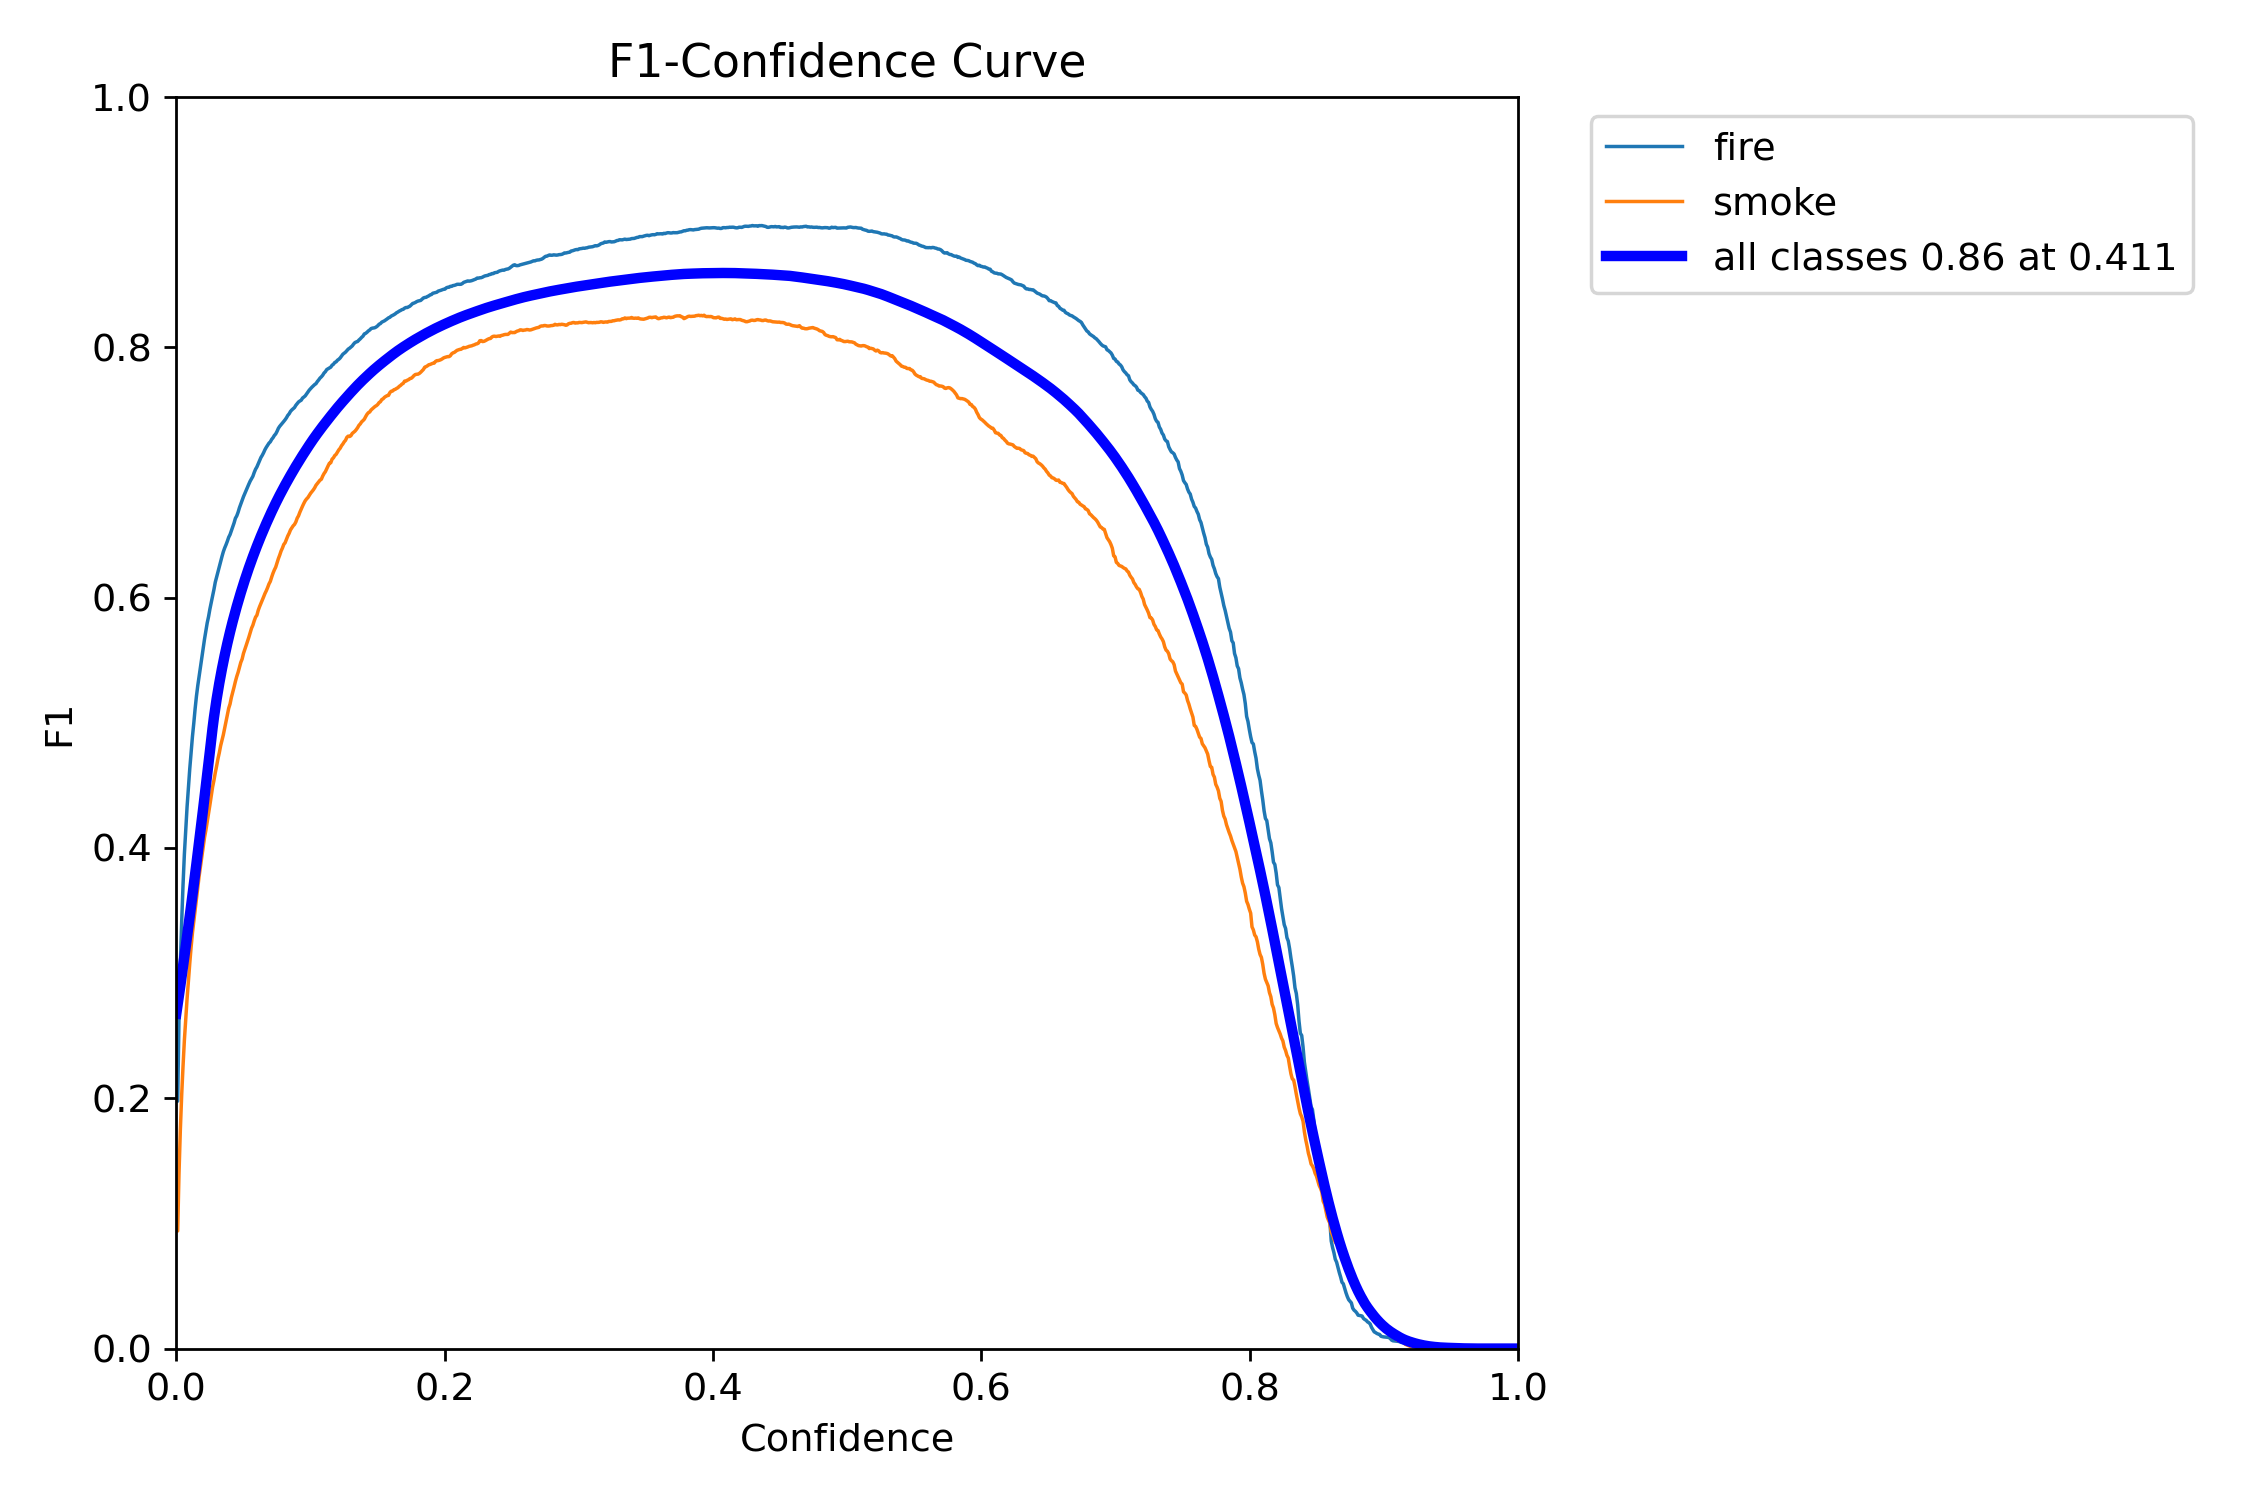 F1-Confidence Curve
1.0
0.8
0.6
0.4
0.2
0.0
F1
0.0 0.2 0.4 0.6 0.8 1.0
Confidence
fire
smoke
all classes 0.86 at 0.411